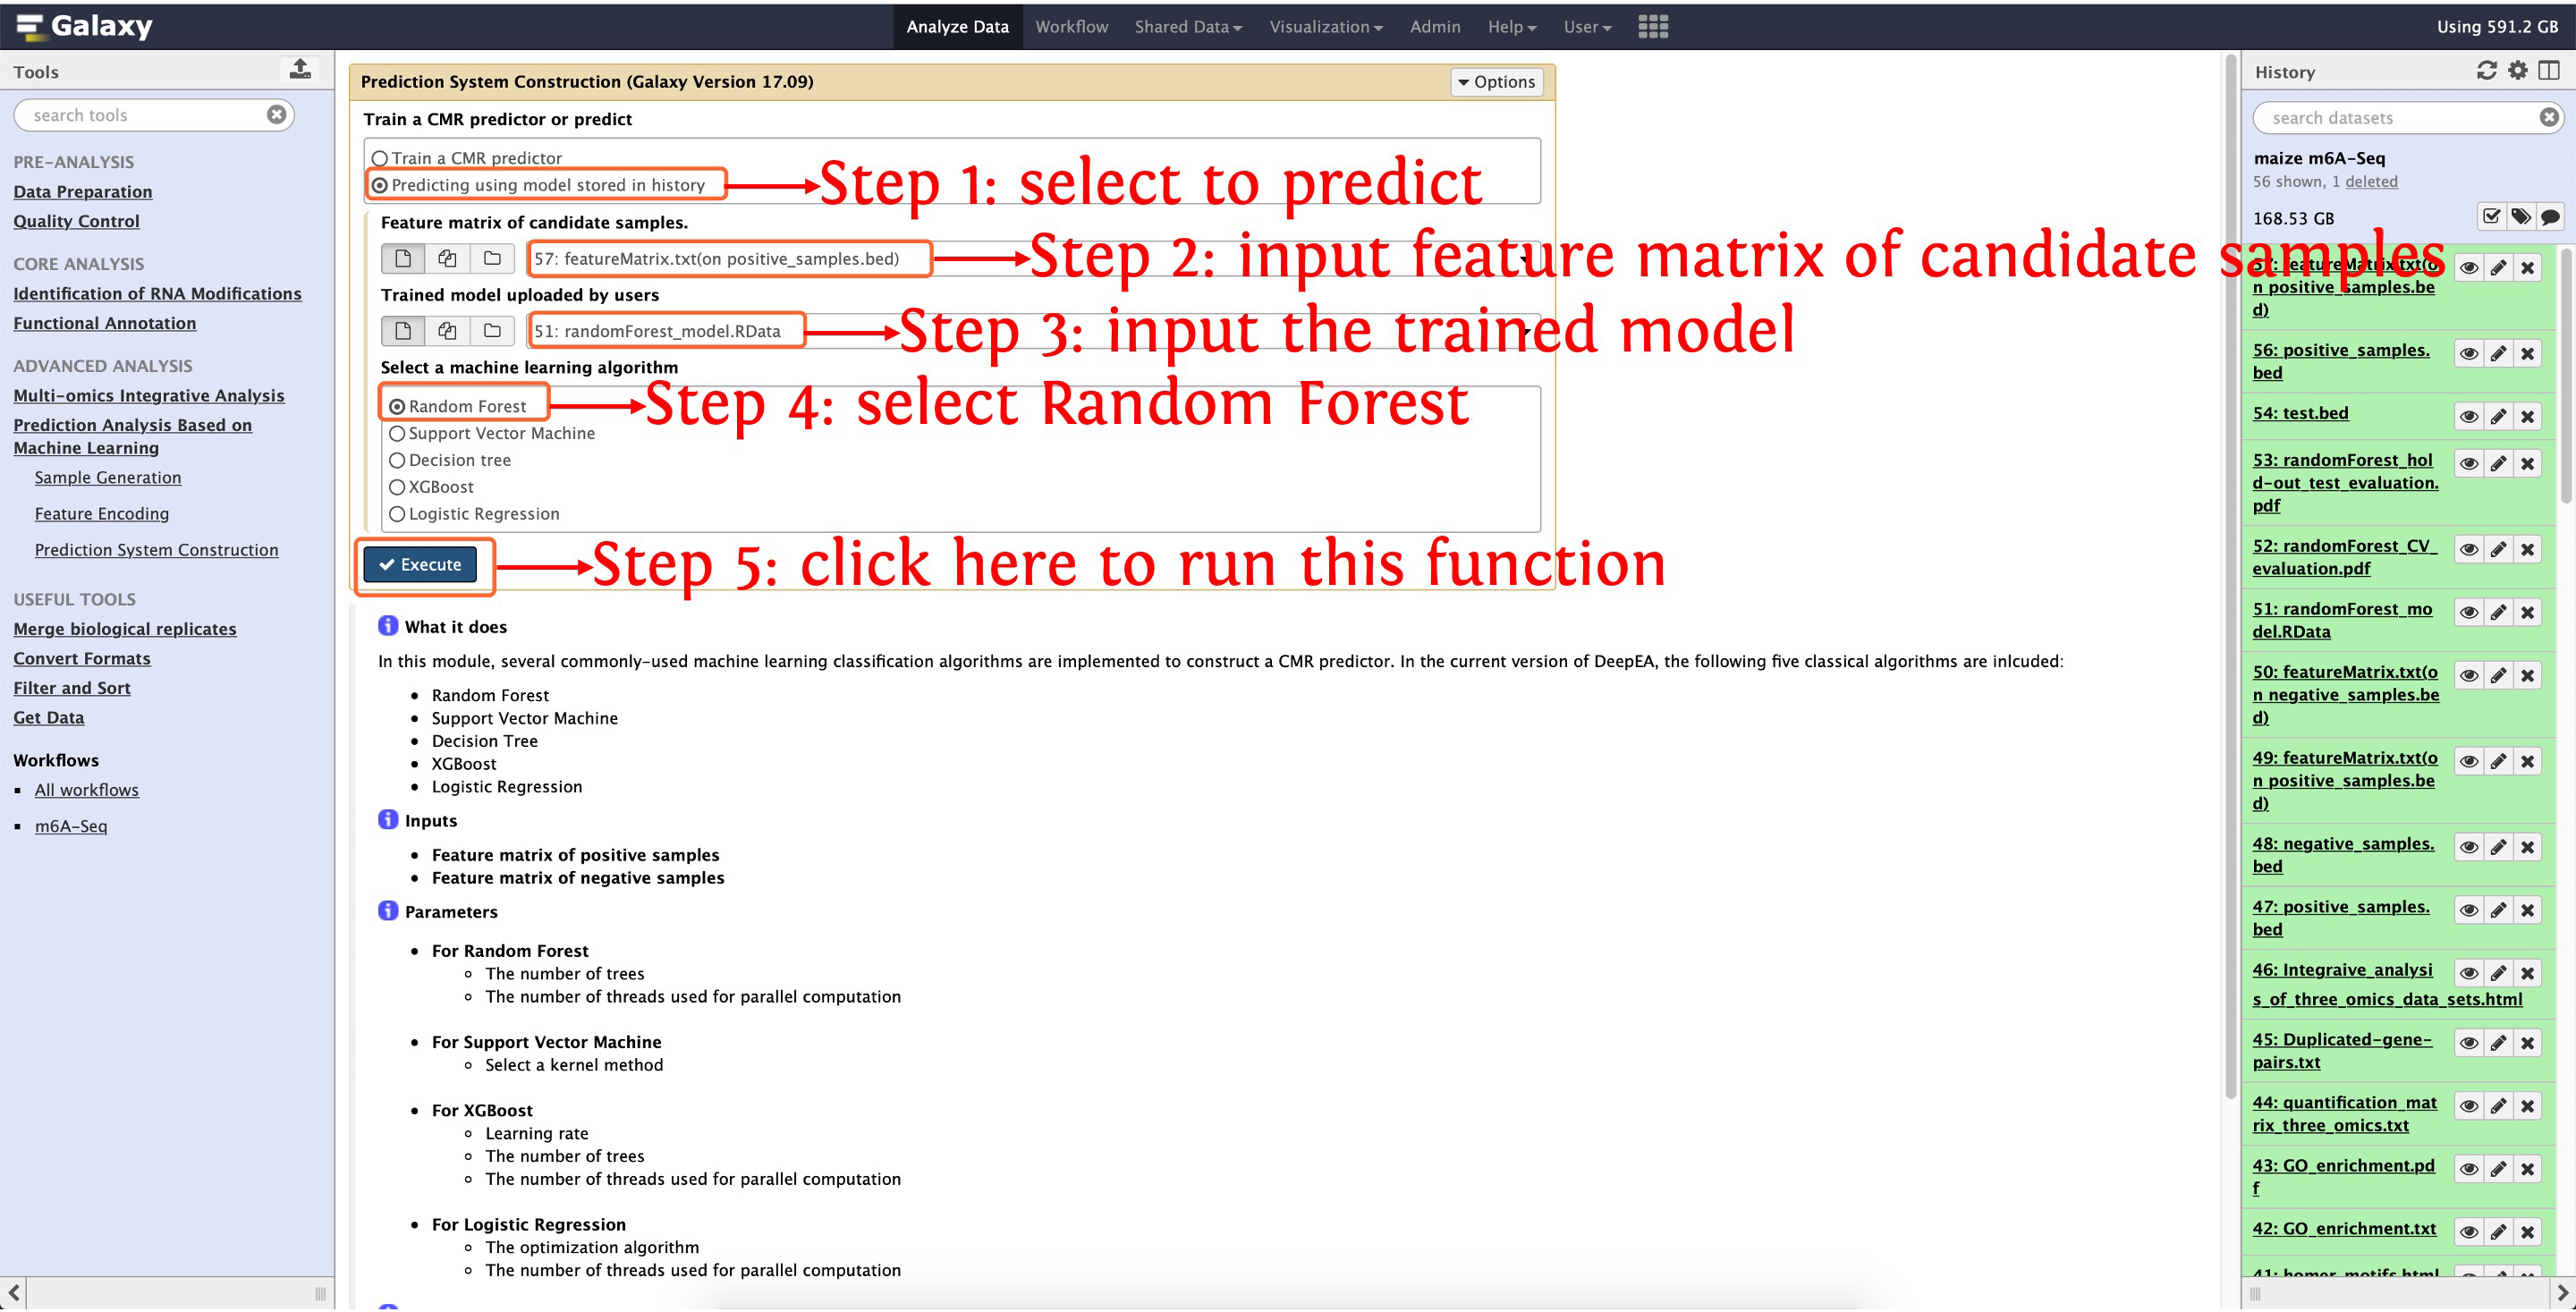 Galaxy
Analyze Data
Workflow
Shared Data
Visualization
Admin
Help
User
Using 591.2 GB
Tools
search tools
PRE-ANALYSIS
Data Preparation
Quality Control
CORE ANALYSIS
Identification of RNA Modifications
Functional Annotation
ADVANCED ANALYSIS
Multi-omics Integrative Analysis
Prediction Analysis Based on
Machine Learning
Sample Generation
Feature Encoding
Prediction System Construction
USEFUL TOOLS
Merge biological replicates
Convert Formats
Filter and Sort
Get Data
Workflows
All workflows
m6A-Seq
Prediction System Construction (Galaxy Version 17.09)
Options
Train a CMR predictor or predict
Train a CMR predictor
Predicting using model stored in history
Step 1: select to predict
Feature matrix of candidate samples.
57: featureMatrix.txt(on positive_samples.bed)
Step 2: input feature matrix of candidate samples
Trained model uploaded by users
51: randomForest_model.RData
Step 3: input the trained model
Select a machine learning algorithm
Random Forest
Step 4: select Random Forest
Support Vector Machine
Decision tree
XGBoost
Logistic Regression
Execute
Step 5: click here to run this function
What it does
In this module, several commonly-used machine learning classification algorithms are implemented to construct a CMR predictor. In the current version of DeepEA, the following five classical algorithms are inlcuded:
Random Forest
Support Vector Machine
Decision Tree
XGBoost
Logistic Regression
Inputs
Feature matrix of positive samples
Feature matrix of negative samples
Parameters
For Random Forest
The number of trees
The number of threads used for parallel computation
For Support Vector Machine
Select a kernel method
For XGBoost
Learning rate
The number of trees
The number of threads used for parallel computation
For Logistic Regression
The optimization algorithm
The number of threads used for parallel computation
History
search datasets
maize m6A-Seq
56 shown, 1 deleted
168.53 GB
57: featureMatrix.txt(o
n positive_samples.be
d)
56: positive_samples.
bed
54: test.bed
53: randomForest_hol
d-out_test_evaluation.
pdf
52: randomForest_CV_
evaluation.pdf
51: randomForest_mo
del.RData
50: featureMatrix.txt(o
n negative_samples.be
d)
49: featureMatrix.txt(o
n positive_samples.be
d)
48: negative_samples.
bed
47: positive_samples.
bed
46: Integraive_analysi
s_of_three_omics_data_sets.html
45: Duplicated-gene-
pairs.txt
44: quantification_mat
rix_three_omics.txt
43: GO_enrichment.pd
f
42: GO_enrichment.txt
41: homer_motifs.html